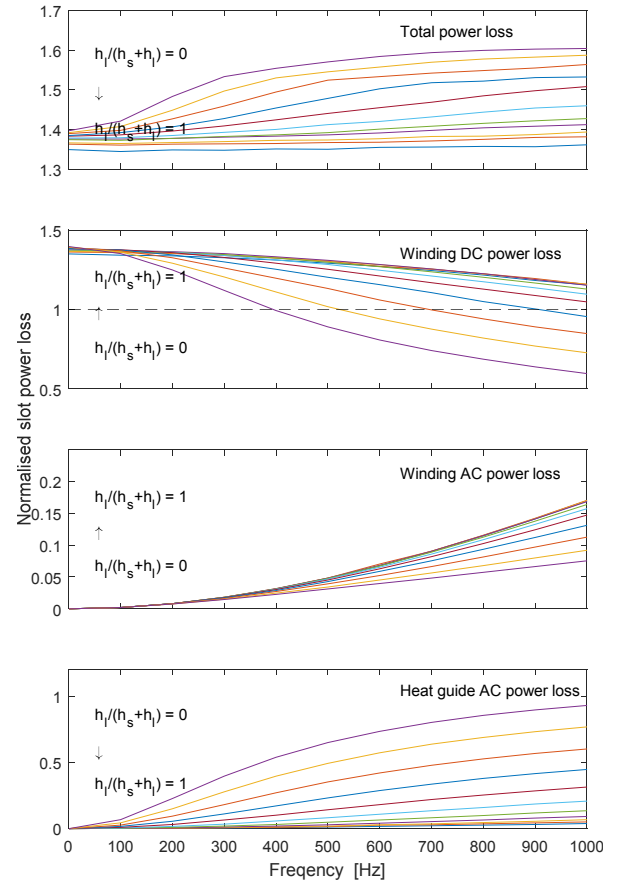 Normalised slot power loss
1.7
1.6
1.5
1.4
1.3
Total power loss
h_l/(h_s+h_l) = 0
↓
h_l/(h_s+h_l) = 1
1.5
1
0.5
Winding DC power loss
h_l/(h_s+h_l) = 1
↑
h_l/(h_s+h_l) = 0
0.2
0.15
0.1
0.05
0
Winding AC power loss
h_l/(h_s+h_l) = 1
↑
h_l/(h_s+h_l) = 0
1
0.5
0
Heat guide AC power loss
h_l/(h_s+h_l) = 0
↓
h_l/(h_s+h_l) = 1
0 100 200 300 400 500 600 700 800 900 1000
Freqency [Hz]